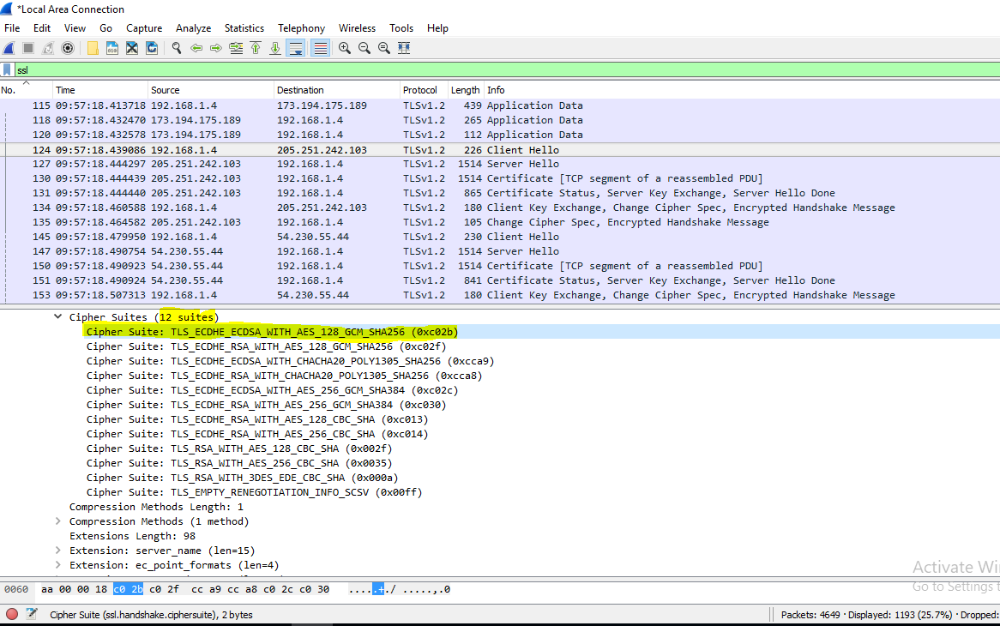 *Local Area Connection
File Edit View Go Capture Analyze Statistics Telephony Wireless Tools Help
ssl
No. Time Source Destination Protocol Length Info
115 09:57:18.413718 192.168.1.4 173.194.175.189 TLSv1.2 439 Application Data
118 09:57:18.432470 173.194.175.189 192.168.1.4 TLSv1.2 265 Application Data
120 09:57:18.432578 173.194.175.189 192.168.1.4 TLSv1.2 112 Application Data
124 09:57:18.439086 192.168.1.4 205.251.242.103 TLSv1.2 226 Client Hello
127 09:57:18.444297 205.251.242.103 192.168.1.4 TLSv1.2 1514 Server Hello
130 09:57:18.444439 205.251.242.103 192.168.1.4 TLSv1.2 1514 Certificate [TCP segment of a reassembled PDU]
131 09:57:18.444440 205.251.242.103 192.168.1.4 TLSv1.2 865 Certificate Status, Server Key Exchange, Server Hello Done
134 09:57:18.460588 192.168.1.4 205.251.242.103 TLSv1.2 180 Client Key Exchange, Change Cipher Spec, Encrypted Handshake Message
135 09:57:18.464582 205.251.242.103 192.168.1.4 TLSv1.2 105 Change Cipher Spec, Encrypted Handshake Message
145 09:57:18.479950 192.168.1.4 54.230.55.44 TLSv1.2 230 Client Hello
147 09:57:18.490754 54.230.55.44 192.168.1.4 TLSv1.2 1514 Server Hello
150 09:57:18.490923 54.230.55.44 192.168.1.4 TLSv1.2 1514 Certificate [TCP segment of a reassembled PDU]
151 09:57:18.490924 54.230.55.44 192.168.1.4 TLSv1.2 841 Certificate Status, Server Key Exchange, Server Hello Done
153 09:57:18.507313 192.168.1.4 54.230.55.44 TLSv1.2 180 Client Key Exchange, Change Cipher Spec, Encrypted Handshake Message
Cipher Suites (12 suites)
Cipher Suite: TLS_ECDHE_ECDSA_WITH_AES_128_GCM_SHA256 (0xc02b)
Cipher Suite: TLS_ECDHE_RSA_WITH_AES_128_GCM_SHA256 (0xc02f)
Cipher Suite: TLS_ECDHE_ECDSA_WITH_CHACHA20_POLY1305_SHA256 (0xcca9)
Cipher Suite: TLS_ECDHE_RSA_WITH_CHACHA20_POLY1305_SHA256 (0xcca8)
Cipher Suite: TLS_ECDHE_ECDSA_WITH_AES_256_GCM_SHA384 (0xc02c)
Cipher Suite: TLS_ECDHE_RSA_WITH_AES_256_GCM_SHA384 (0xc030)
Cipher Suite: TLS_ECDHE_RSA_WITH_AES_128_CBC_SHA (0xc013)
Cipher Suite: TLS_ECDHE_RSA_WITH_AES_256_CBC_SHA (0xc014)
Cipher Suite: TLS_RSA_WITH_AES_128_CBC_SHA (0x002f)
Cipher Suite: TLS_RSA_WITH_AES_256_CBC_SHA (0x0035)
Cipher Suite: TLS_RSA_WITH_3DES_EDE_CBC_SHA (0x000a)
Cipher Suite: TLS_EMPTY_RENEGOTIATION_INFO_SCSV (0x00ff)
Compression Methods Length: 1
Compression Methods (1 method)
Extensions Length: 98
Extension: server_name (len=15)
Extension: ec_point_formats (len=4)
Activate Wi
Go to Settings t
0060 aa 00 00 18 c0 2b c0 2f cc a9 cc a8 c0 2c c0 30 .....+./ .....,.0
Cipher Suite (ssl.handshake.ciphersuite), 2 bytes
Packets: 4649 · Displayed: 1193 (25.7%) · Dropped: